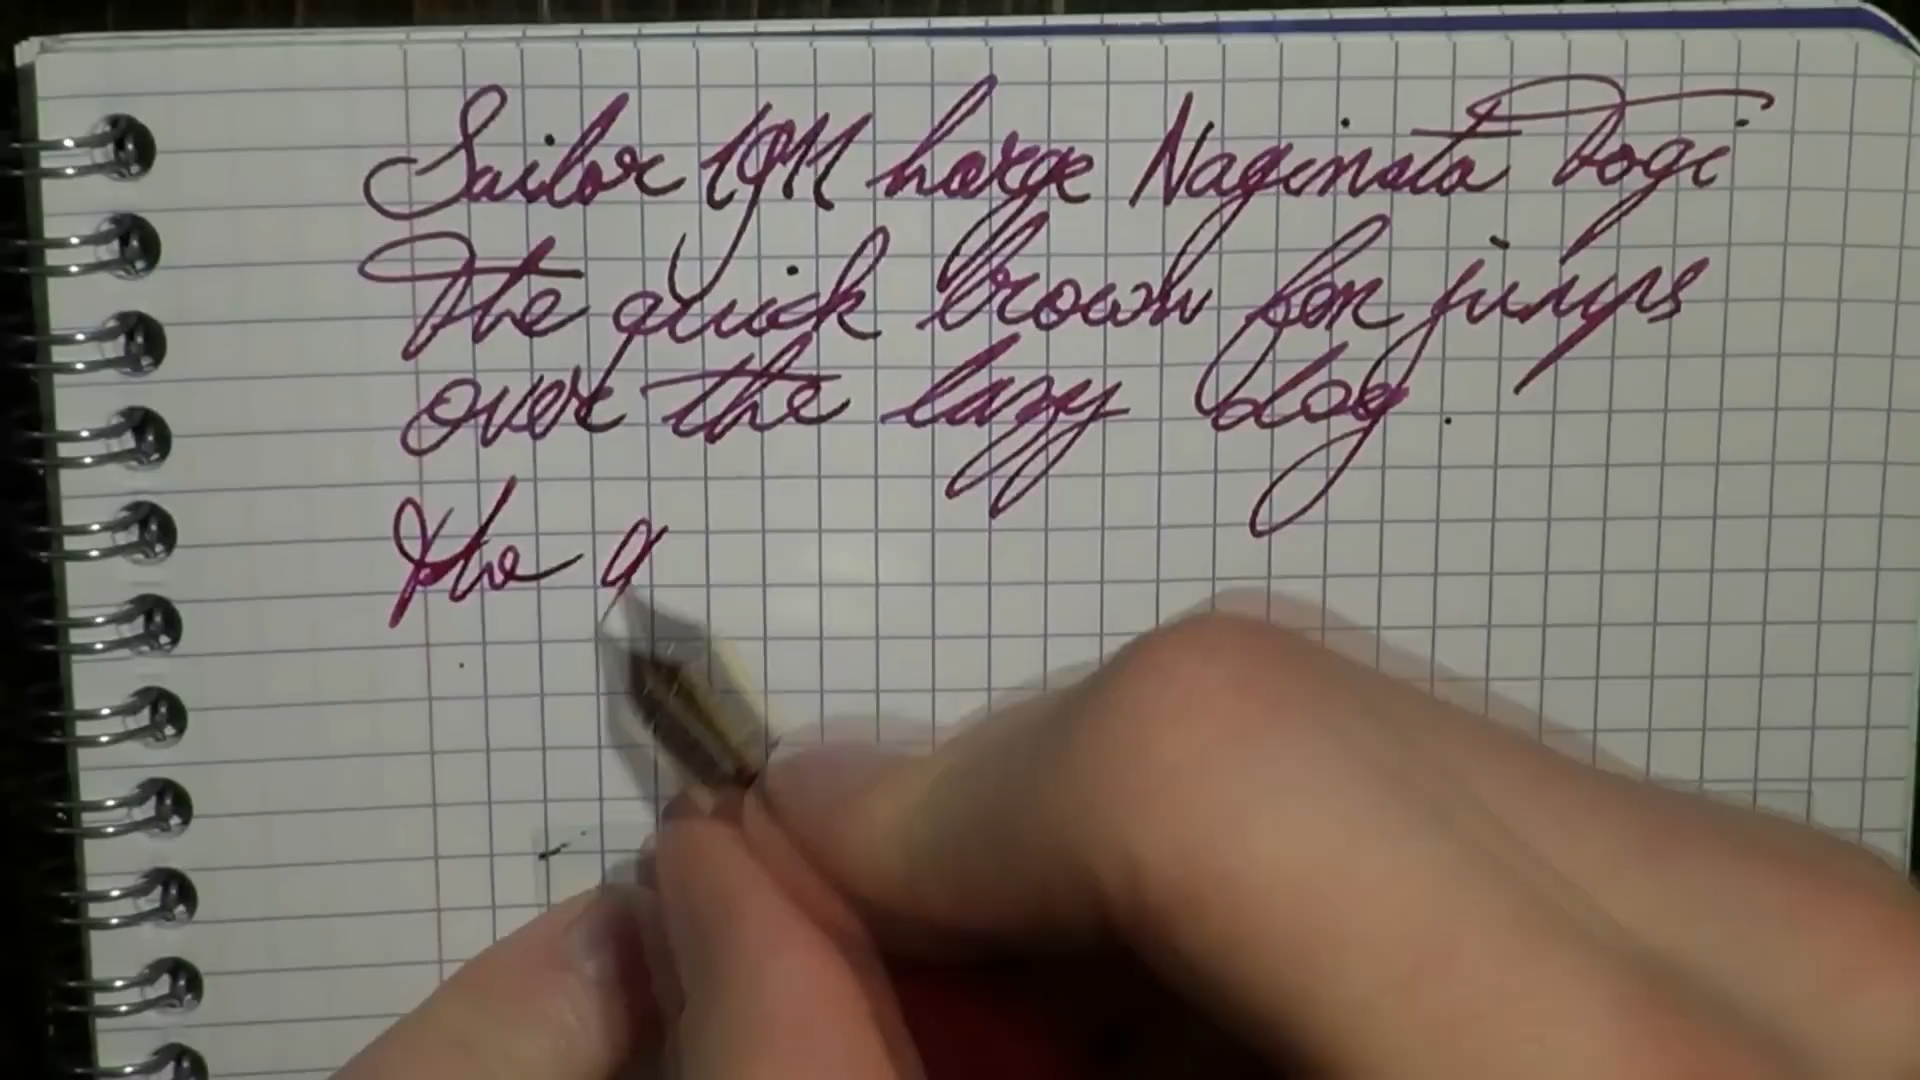 Sailor 1911 Large Naginata Togi
The quick brown fox jumps
over the lazy dog.
The q